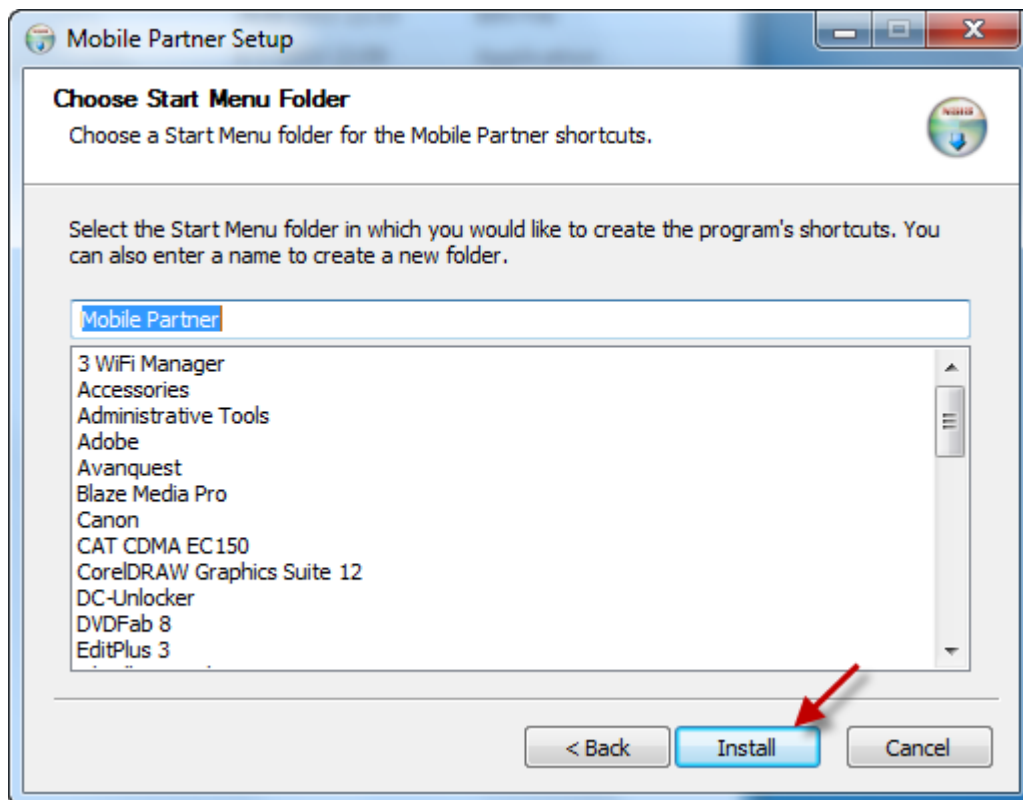 Mobile Partner Setup
Choose Start Menu Folder
Choose a Start Menu folder for the Mobile Partner shortcuts.
Select the Start Menu folder in which you would like to create the program's shortcuts. You
can also enter a name to create a new folder.
Mobile Partner
3 WiFi Manager
Accessories
Administrative Tools
Adobe
Avanquest
Blaze Media Pro
Canon
CAT CDMA EC150
CorelDRAW Graphics Suite 12
DC-Unlocker
DVDFab 8
EditPlus 3
< Back
Install
Cancel